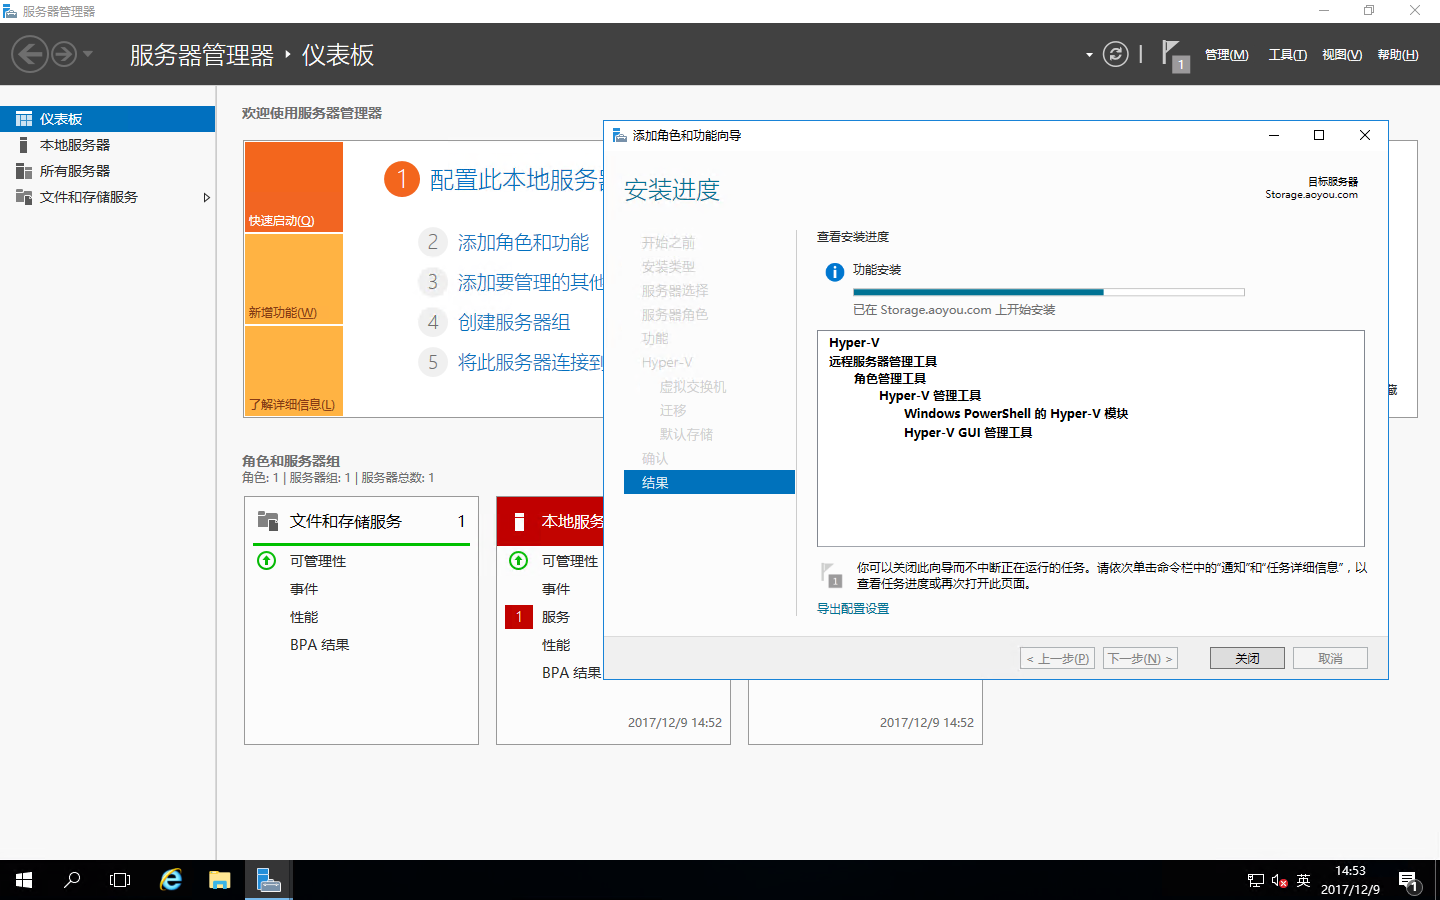 服务器管理器
服务器管理器 · 仪表板
1
管理(M)
工具(T)
视图(V)
帮助(H)
仪表板
本地服务器
所有服务器
文件和存储服务
欢迎使用服务器管理器
快速启动(Q)
新增功能(W)
了解详细信息(L)
1 配置此本地服务
2 添加角色和功能
3 添加要管理的其他
4 创建服务器组
5 将此服务器连接到
角色和服务器组
角色: 1 | 服务器组: 1 | 服务器总数: 1
文件和存储服务 1
可管理性
事件
性能
BPA 结果
本地服务
可管理性
事件
1 服务
性能
BPA 结果
2017/12/9 14:52
2017/12/9 14:52
添加角色和功能向导
安装进度
目标服务器
Storage.aoyou.com
开始之前
安装类型
服务器选择
服务器角色
功能
Hyper-V
虚拟交换机
迁移
默认存储
确认
结果
查看安装进度
功能安装
已在 Storage.aoyou.com 上开始安装
Hyper-V
远程服务器管理工具
角色管理工具
Hyper-V 管理工具
Windows PowerShell 的 Hyper-V 模块
Hyper-V GUI 管理工具
1
你可以关闭此向导而不中断正在运行的任务。请依次单击命令栏中的“通知”和“任务详细信息”，以
查看任务进度或再次打开此页面。
导出配置设置
< 上一步(P)
下一步(N) >
关闭
取消
英
14:53
2017/12/9
1